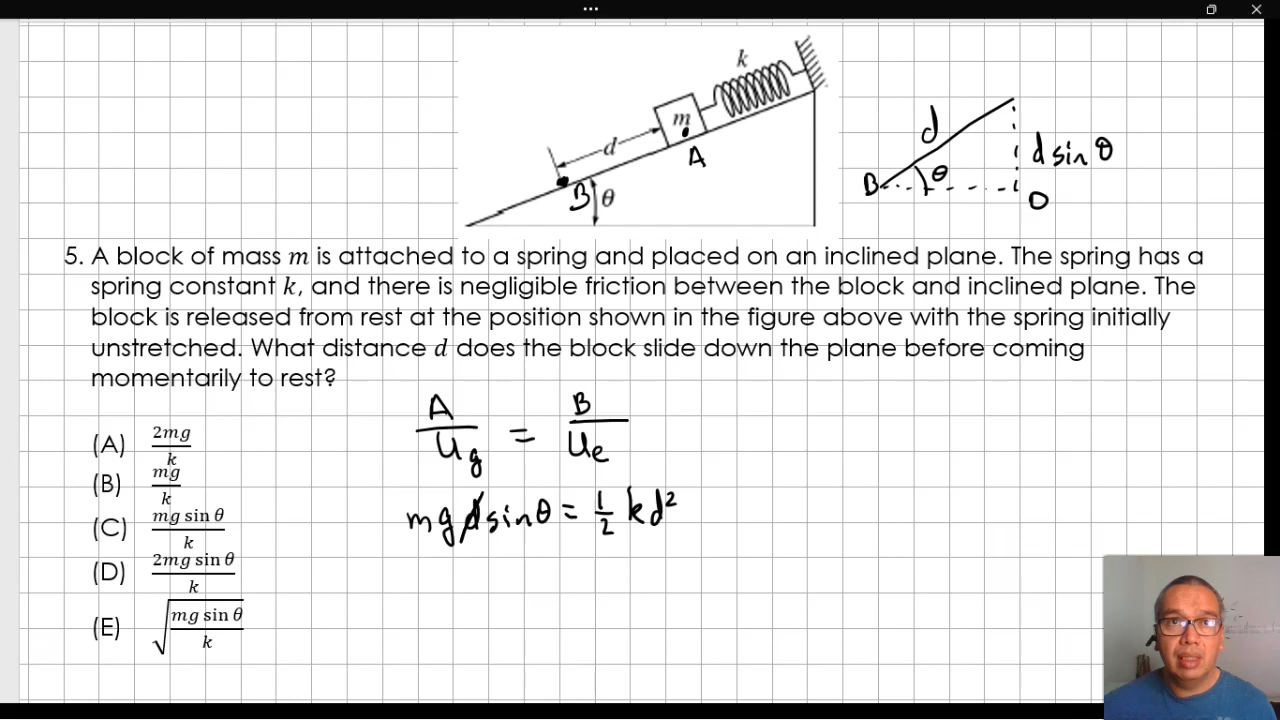 k
m
d
A
B
θ
d
d sin θ
B
θ
0
5. A block of mass m is attached to a spring and placed on an inclined plane. The spring has a
spring constant k, and there is negligible friction between the block and inclined plane. The
block is released from rest at the position shown in the figure above with the spring initially
unstretched. What distance d does the block slide down the plane before coming
momentarily to rest?
A B
Ug = Ue
mg d sin θ = 1/2 kd²
(A) 2mg/k
(B) mg/k
(C) mg sin θ/k
(D) 2mg sin θ/k
(E) √(mg sin θ/k)